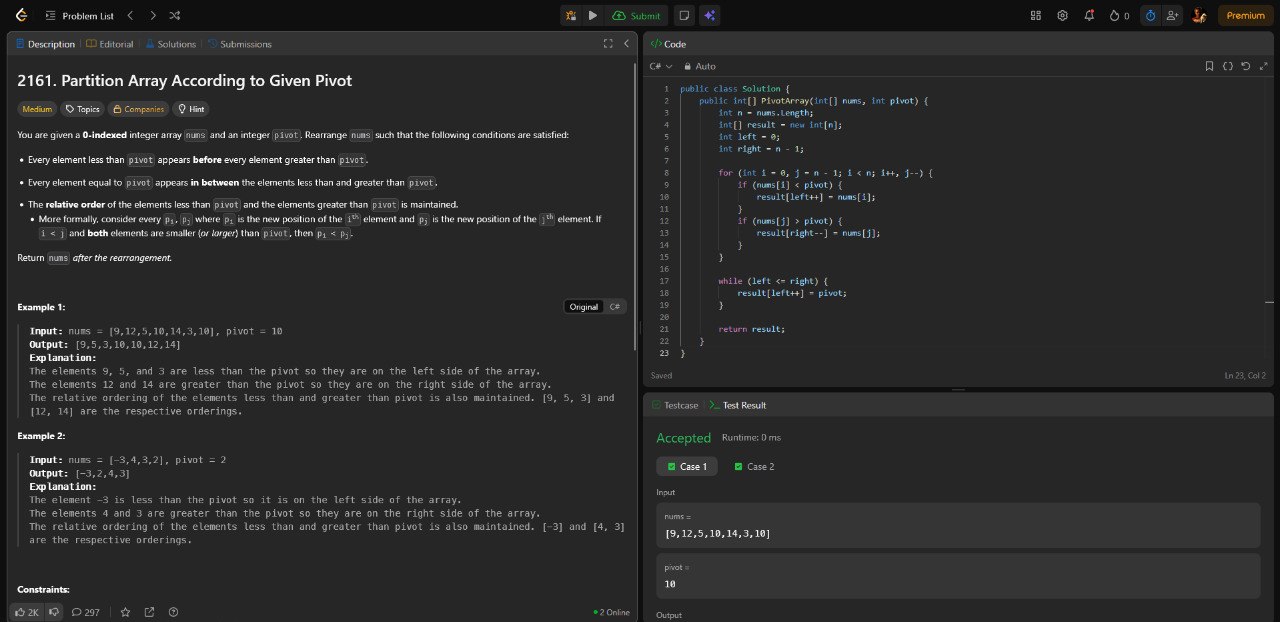 Problem List
Submit
0
Premium
Description
Editorial
Solutions
Submissions
2161. Partition Array According to Given Pivot
Medium
Topics
Companies
Hint
You are given a 0-indexed integer array nums and an integer pivot. Rearrange nums such that the following conditions are satisfied:
• Every element less than pivot appears before every element greater than pivot.
• Every element equal to pivot appears in between the elements less than and greater than pivot.
• The relative order of the elements less than pivot and the elements greater than pivot is maintained.
• More formally, consider every pi, pj where pi is the new position of the ith element and pj is the new position of the jth element. If
i < j and both elements are smaller (or larger) than pivot, then pi < pj.
Return nums after the rearrangement.
Example 1:
Original C#
Input: nums = [9,12,5,10,14,3,10], pivot = 10
Output: [9,5,3,10,10,12,14]
Explanation:
The elements 9, 5, and 3 are less than the pivot so they are on the left side of the array.
The elements 12 and 14 are greater than the pivot so they are on the right side of the array.
The relative ordering of the elements less than and greater than pivot is also maintained. [9, 5, 3] and
[12, 14] are the respective orderings.
Example 2:
Input: nums = [-3,4,3,2], pivot = 2
Output: [-3,2,4,3]
Explanation:
The element -3 is less than the pivot so it is on the left side of the array.
The elements 4 and 3 are greater than the pivot so they are on the right side of the array.
The relative ordering of the elements less than and greater than pivot is also maintained. [-3] and [4, 3]
are the respective orderings.
Constraints:
2K
297
2 Online
Code
C#
Auto
1 public class Solution {
2 public int[] PivotArray(int[] nums, int pivot) {
3 int n = nums.Length;
4 int[] result = new int[n];
5 int left = 0;
6 int right = n - 1;
7
8 for (int i = 0, j = n - 1; i < n; i++, j--) {
9 if (nums[i] < pivot) {
10 result[left++] = nums[i];
11 }
12 if (nums[j] > pivot) {
13 result[right--] = nums[j];
14 }
15 }
16
17 while (left <= right) {
18 result[left++] = pivot;
19 }
20
21 return result;
22 }
23 }
Saved
Ln 23, Col 2
Testcase
Test Result
Accepted
Runtime: 0 ms
Case 1
Case 2
Input
nums =
[9,12,5,10,14,3,10]
pivot =
10
Output